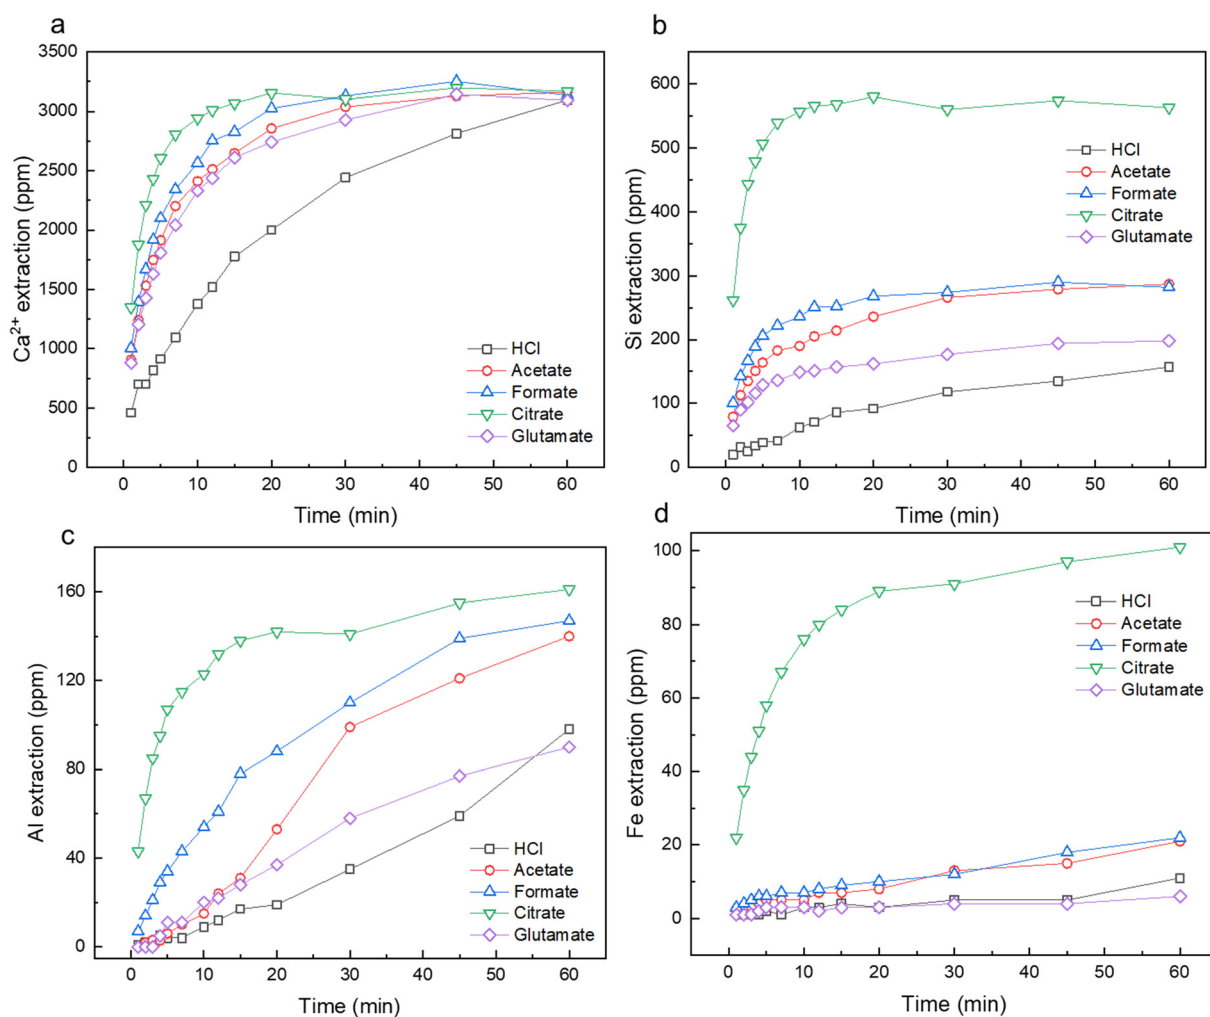 a
3500
3000
2500
2000
1500
1000
500
0
Ca²⁺ extraction (ppm)
HCl
Acetate
Formate
Citrate
Glutamate
0 10 20 30 40 50 60
Time (min)
b
600
500
400
300
200
100
0
Si extraction (ppm)
HCl
Acetate
Formate
Citrate
Glutamate
0 10 20 30 40 50 60
Time (min)
c
160
120
80
40
0
Al extraction (ppm)
HCl
Acetate
Formate
Citrate
Glutamate
0 10 20 30 40 50 60
Time (min)
d
100
80
60
40
20
0
Fe extraction (ppm)
HCl
Acetate
Formate
Citrate
Glutamate
0 10 20 30 40 50 60
Time (min)